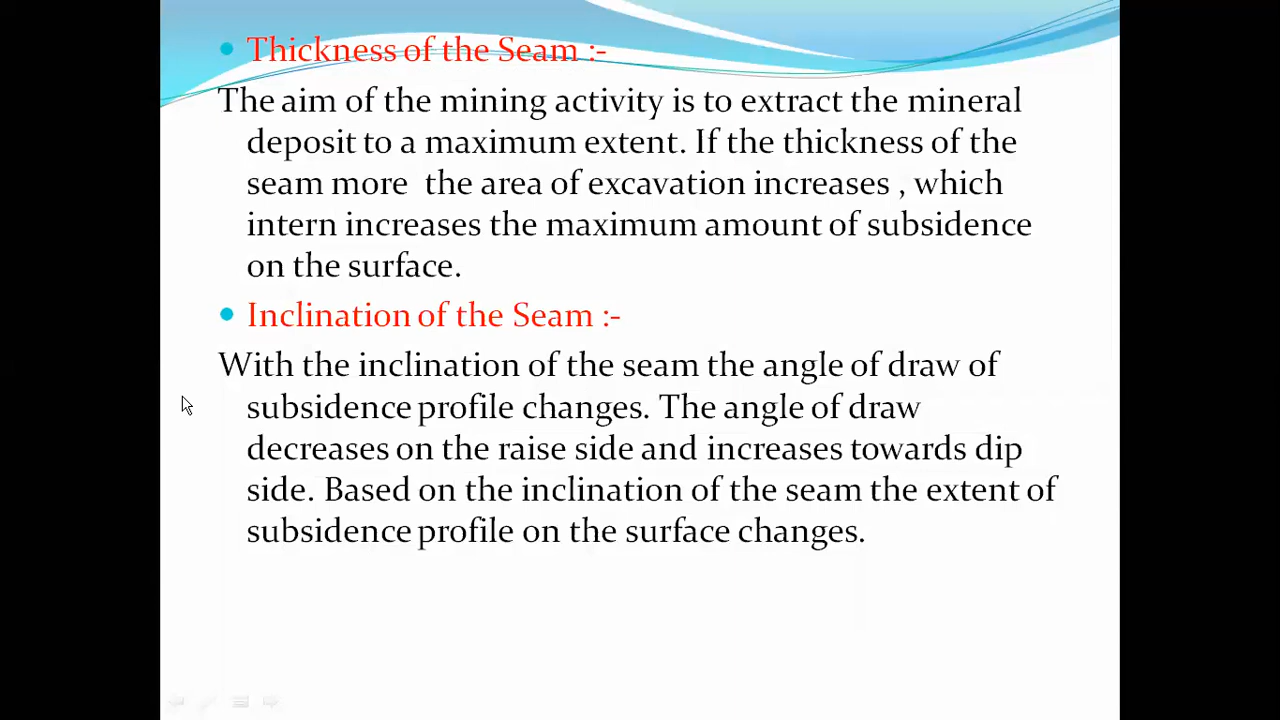 Thickness of the Seam :-
The aim of the mining activity is to extract the mineral
deposit to a maximum extent. If the thickness of the
seam more  the area of excavation increases , which
intern increases the maximum amount of subsidence
on the surface.
Inclination of the Seam :-
With the inclination of the seam the angle of draw of
subsidence profile changes. The angle of draw
decreases on the raise side and increases towards dip
side. Based on the inclination of the seam the extent of
subsidence profile on the surface changes.